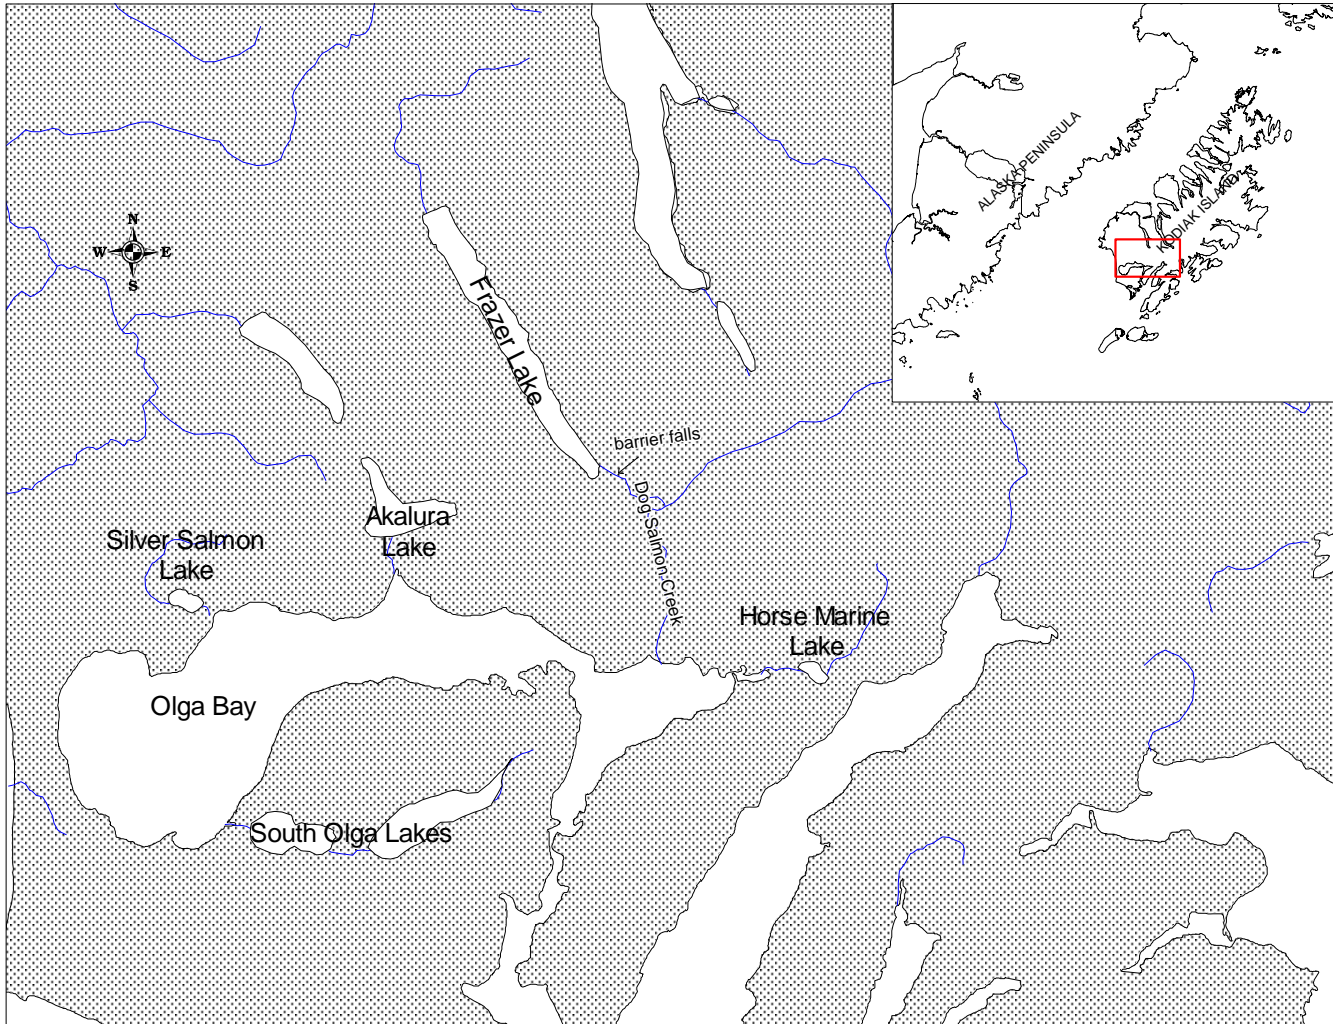 ALASKA PENINSULA
KODIAK ISLAND
N
W E
S
Frazer Lake
barrier falls
Dog Salmon Creek
Akalura
Lake
Silver Salmon
Lake
Horse Marine
Lake
Olga Bay
South Olga Lakes